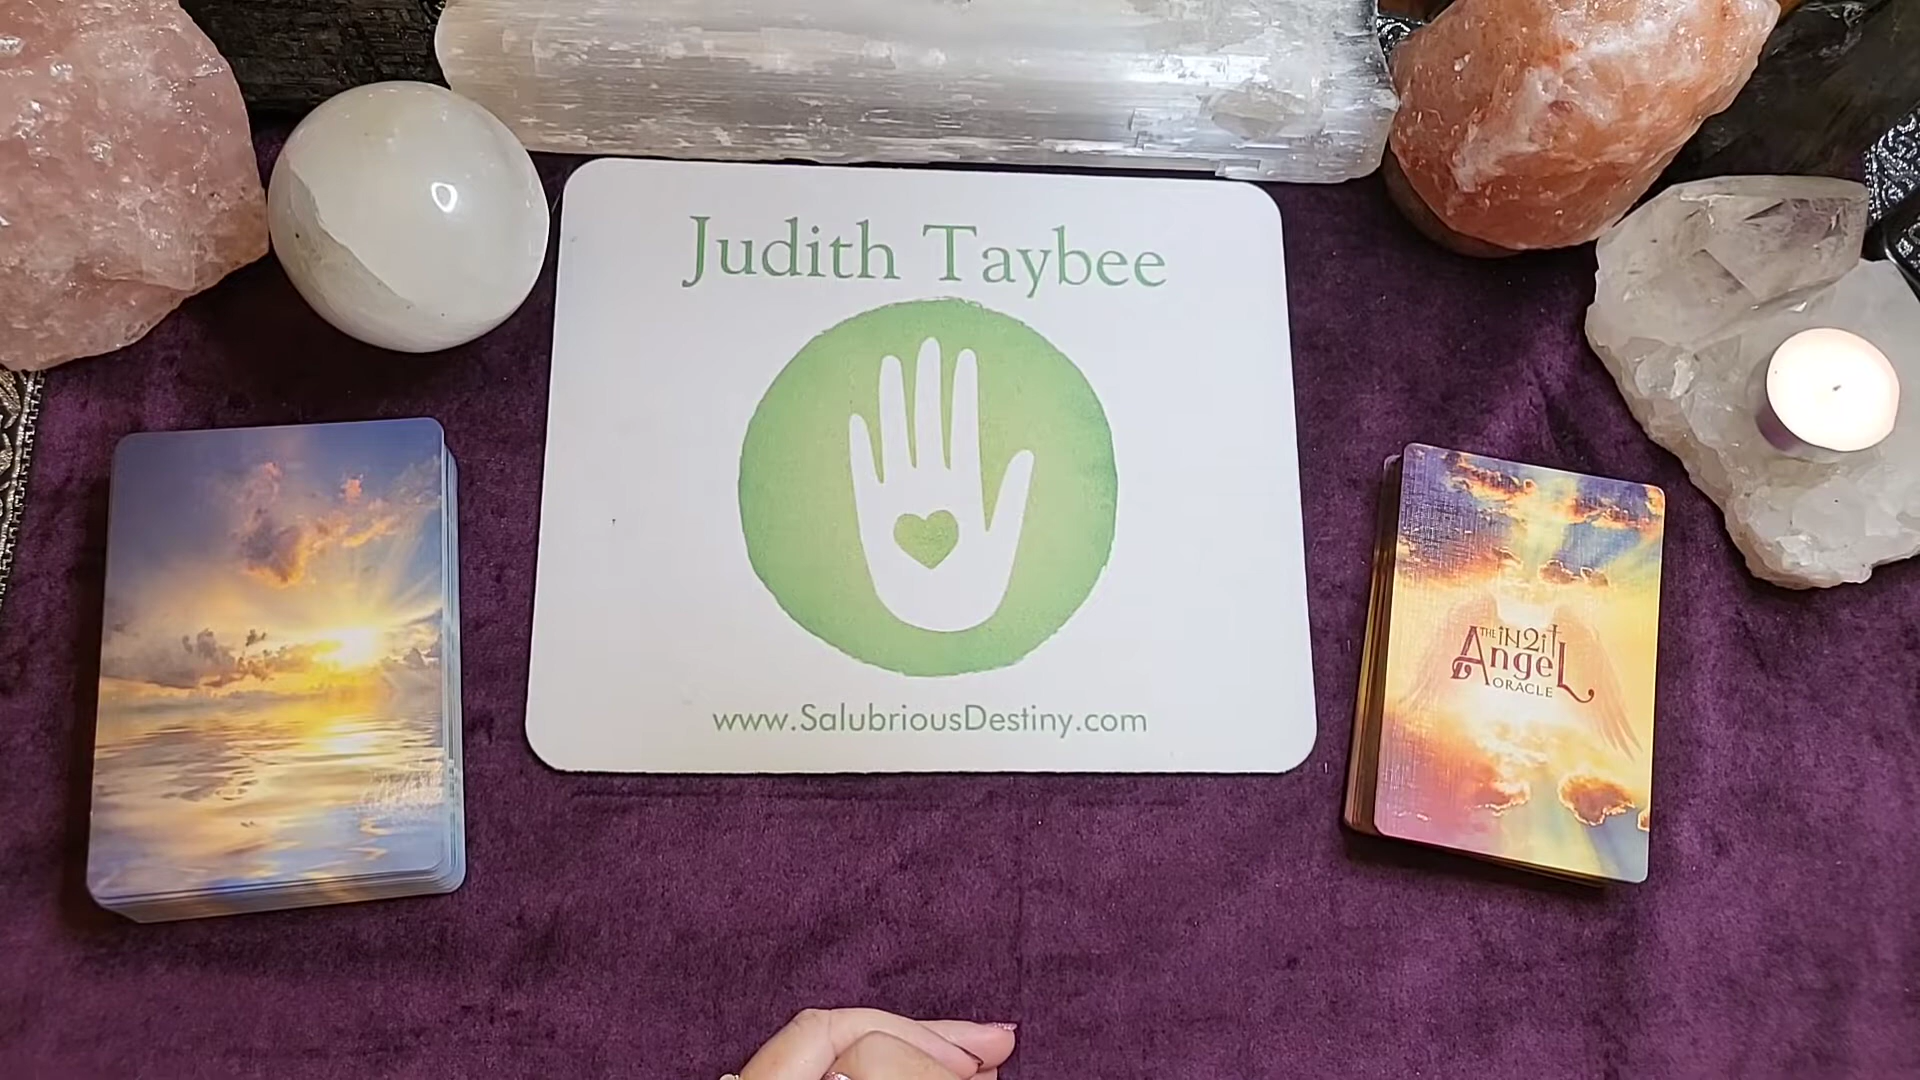 Judith Taybee
www.SalubriousDestiny.com
THE iN2it
AngeL
ORACLE